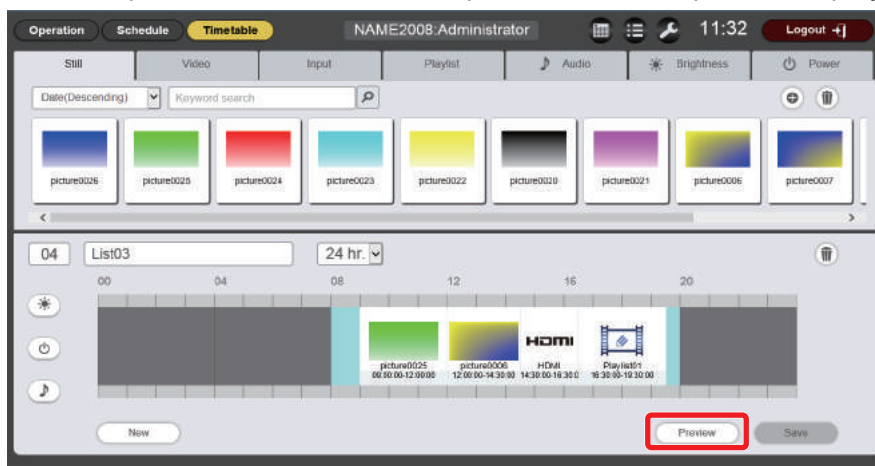 Operation Schedule Timetable NAME2008:Administrator 11:32 Logout
Still Video Input Playlist Audio Brightness Power
Date(Descending) Keyword search
picture0026 picture0025 picture0024 picture0023 picture0022 picture0020 picture0021 picture0006 picture0007
04 List03 24 hr.
00 04 08 12 16 20
HDMI
picture0025 picture0006 HDMI Playlist01
09:00:00-12:00:00 12:00:00-14:30:00 14:30:00-16:30:0 16:30:00-19:30:00
New Preview Save